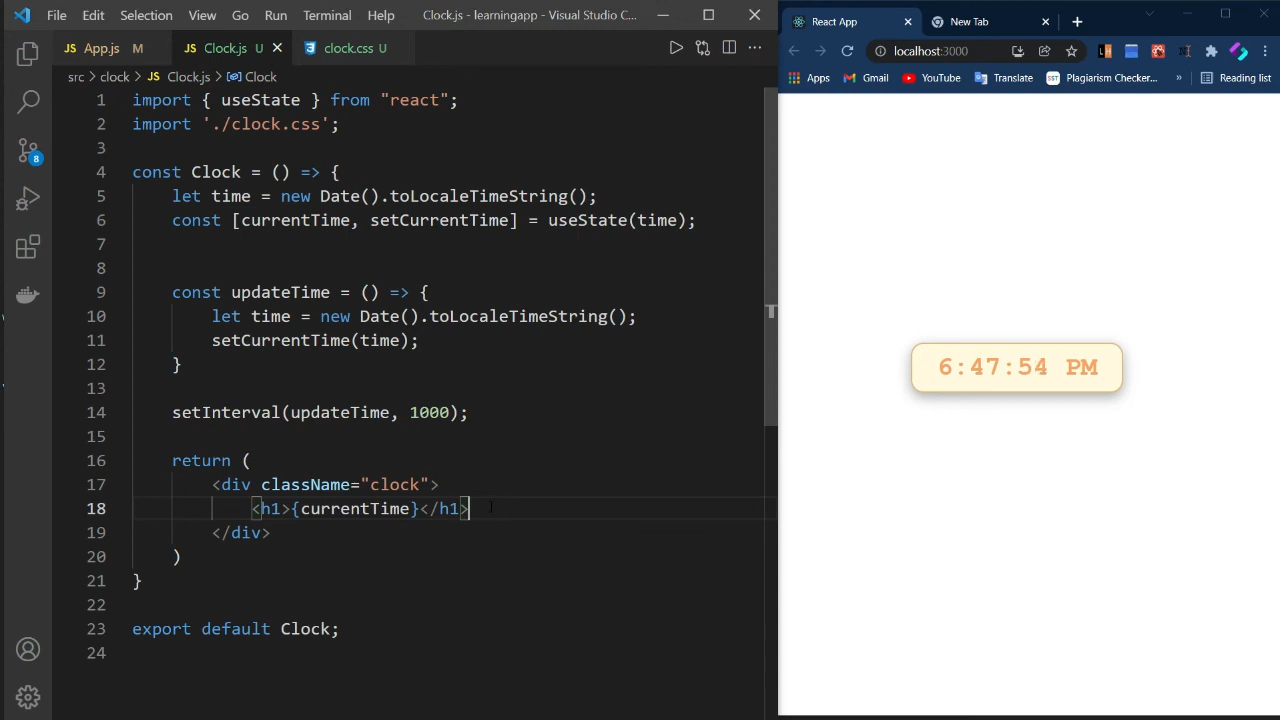 File Edit Selection View Go Run Terminal Help Clock.js - learningapp - Visual Studio C...
JS App.js M JS Clock.js U clock.css U
src > clock > JS Clock.js > Clock
1 import { useState } from "react";
2 import './clock.css';
3
4 const Clock = () => {
5 let time = new Date().toLocaleTimeString();
6 const [currentTime, setCurrentTime] = useState(time);
7
8
9 const updateTime = () => {
10 let time = new Date().toLocaleTimeString();
11 setCurrentTime(time);
12 }
13
14 setInterval(updateTime, 1000);
15
16 return (
17 <div className="clock">
18 <h1>{currentTime}</h1>
19 </div>
20 )
21 }
22
23 export default Clock;
24
8
React App New Tab
localhost:3000
Apps Gmail YouTube Translate SST Plagiarism Checker... » Reading list
6:47:54 PM